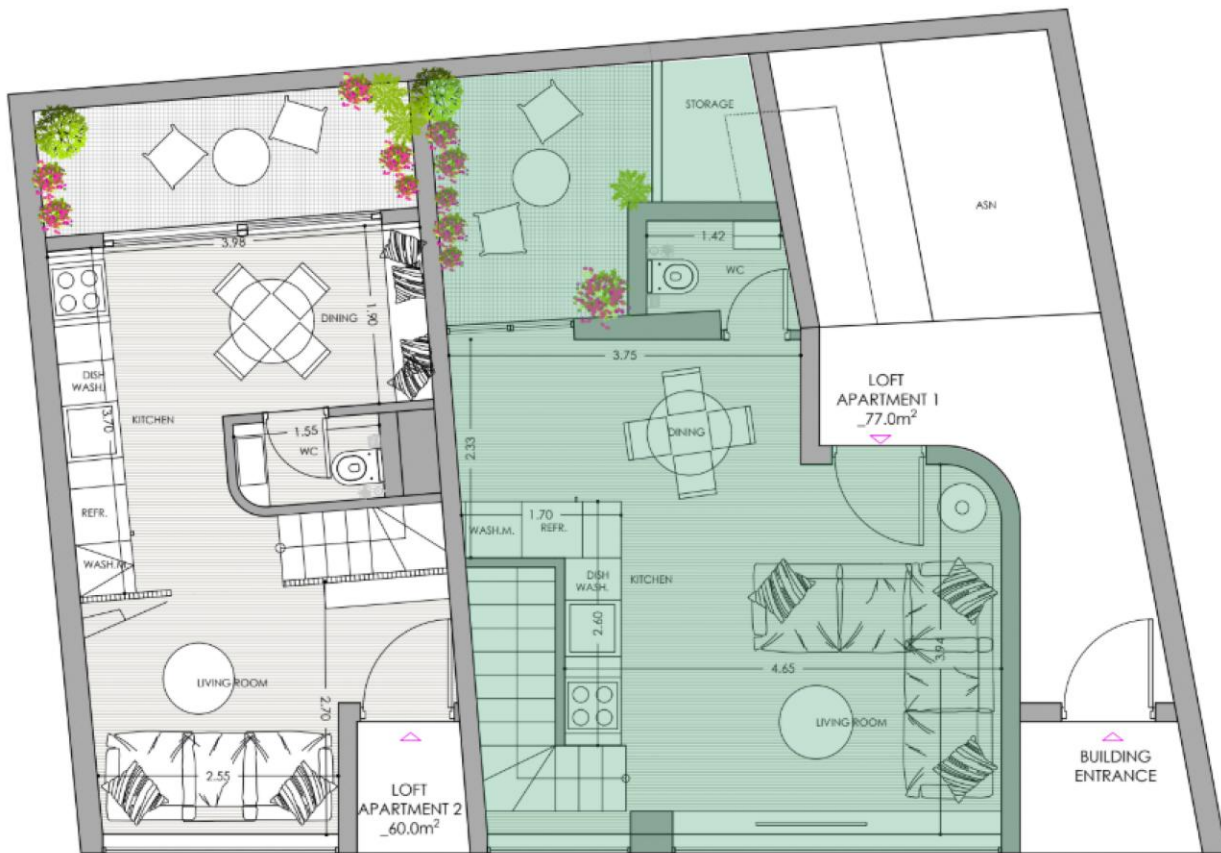 STORAGE
ASN
1.42
WC
3.98
DINING
1.90
DISH
WASH.
KITCHEN
3.70
1.55
WC
REFR.
WASH.M.
LIVING ROOM
2.70
2.55
LOFT
APARTMENT 2
_60.0m²
3.75
DINING
2.33
LOFT
APARTMENT 1
_77.0m²
1.70
WASH.M.
REFR.
DISH
WASH.
KITCHEN
2.60
4.65
3.94
LIVING ROOM
BUILDING
ENTRANCE